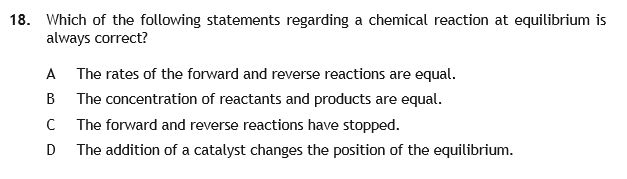 18. Which of the following statements regarding a chemical reaction at equilibrium is
always correct?
A The rates of the forward and reverse reactions are equal.
B The concentration of reactants and products are equal.
C The forward and reverse reactions have stopped.
D The addition of a catalyst changes the position of the equilibrium.